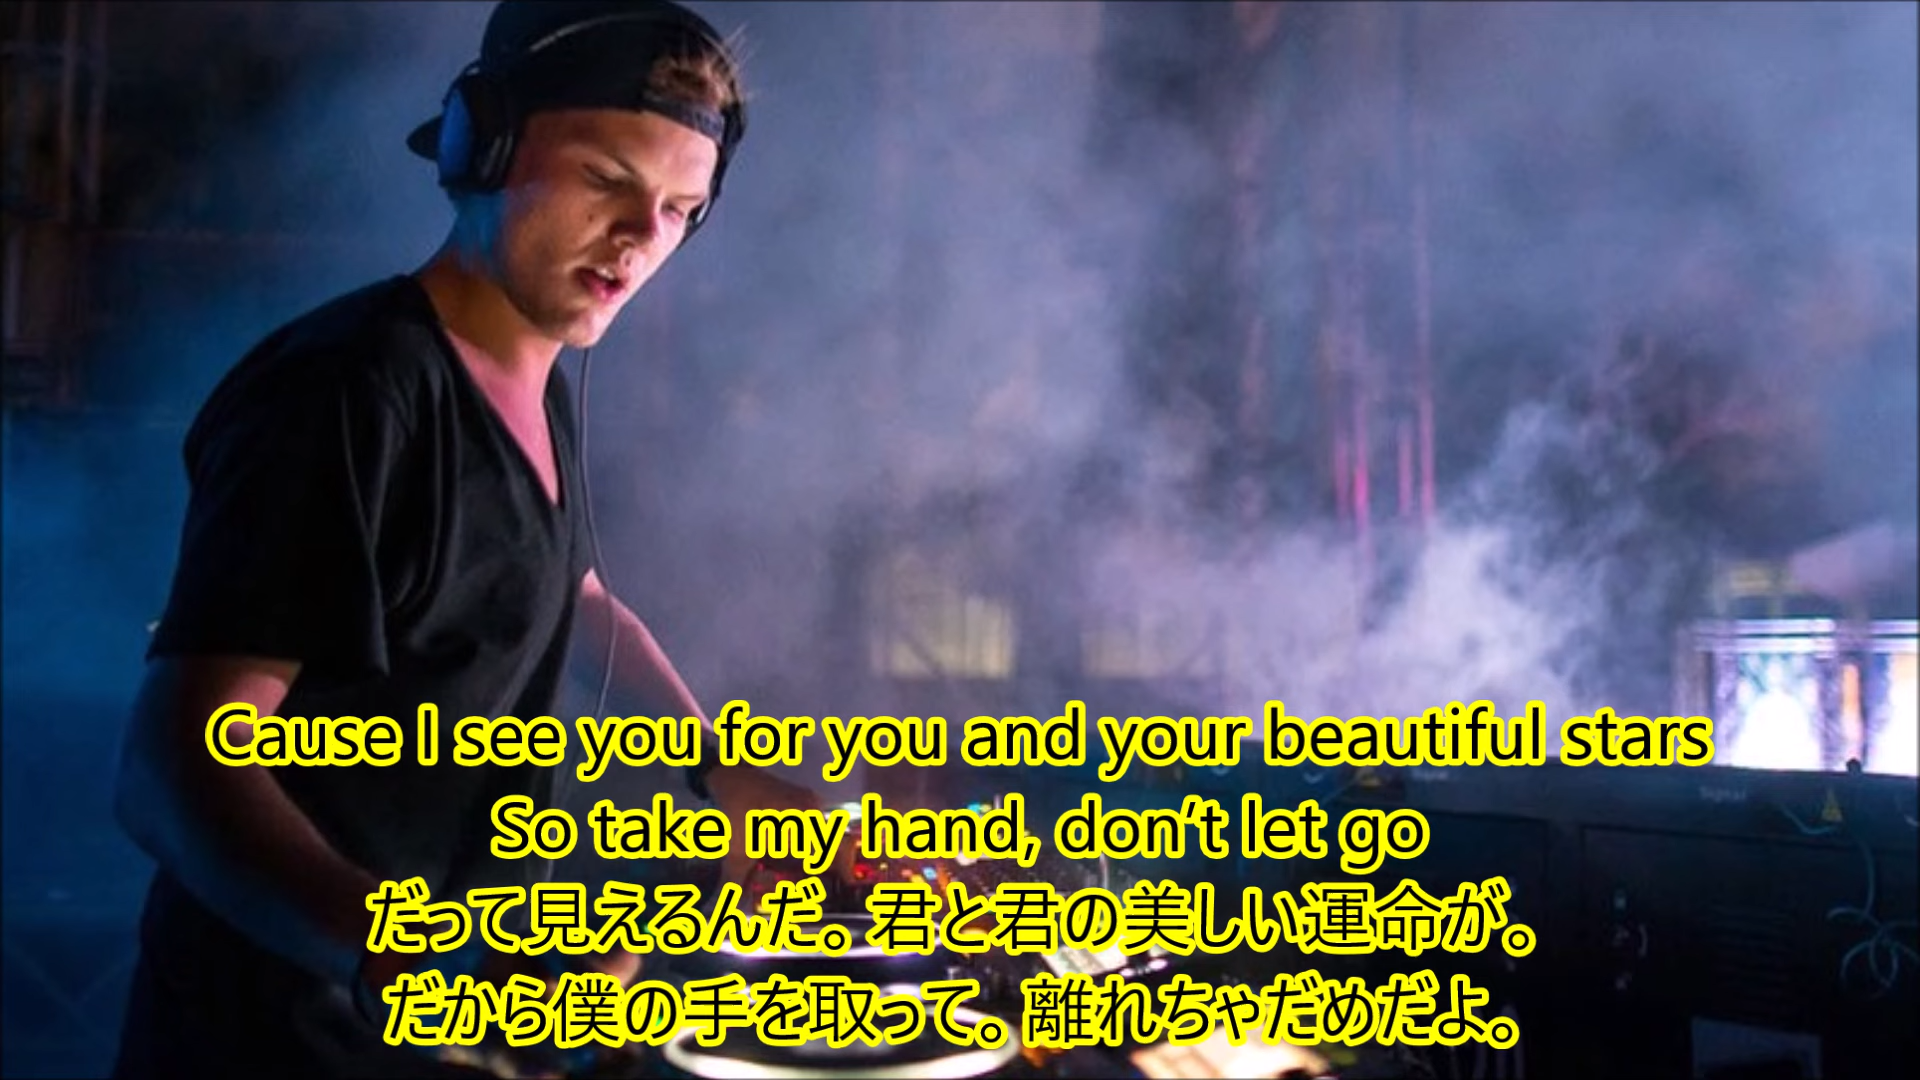 Cause I see you for you and your beautiful stars
So take my hand, don't let go
だって見えるんだ。君と君の美しい運命が。
だから僕の手を取って。離れちゃだめだよ。